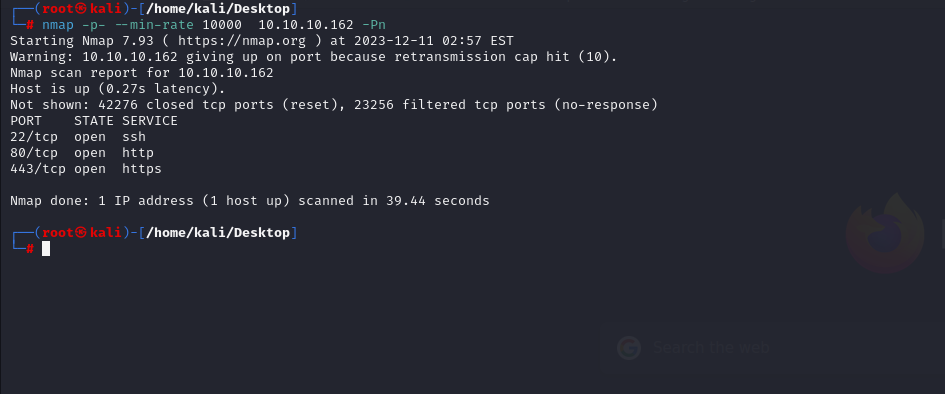 ┌──(root㉿kali)-[/home/kali/Desktop]
└─# nmap -p- --min-rate 10000  10.10.10.162 -Pn
Starting Nmap 7.93 ( https://nmap.org ) at 2023-12-11 02:57 EST
Warning: 10.10.10.162 giving up on port because retransmission cap hit (10).
Nmap scan report for 10.10.10.162
Host is up (0.27s latency).
Not shown: 42276 closed tcp ports (reset), 23256 filtered tcp ports (no-response)
PORT    STATE SERVICE
22/tcp  open  ssh
80/tcp  open  http
443/tcp open  https
Nmap done: 1 IP address (1 host up) scanned in 39.44 seconds
┌──(root㉿kali)-[/home/kali/Desktop]
└─#
Search the web